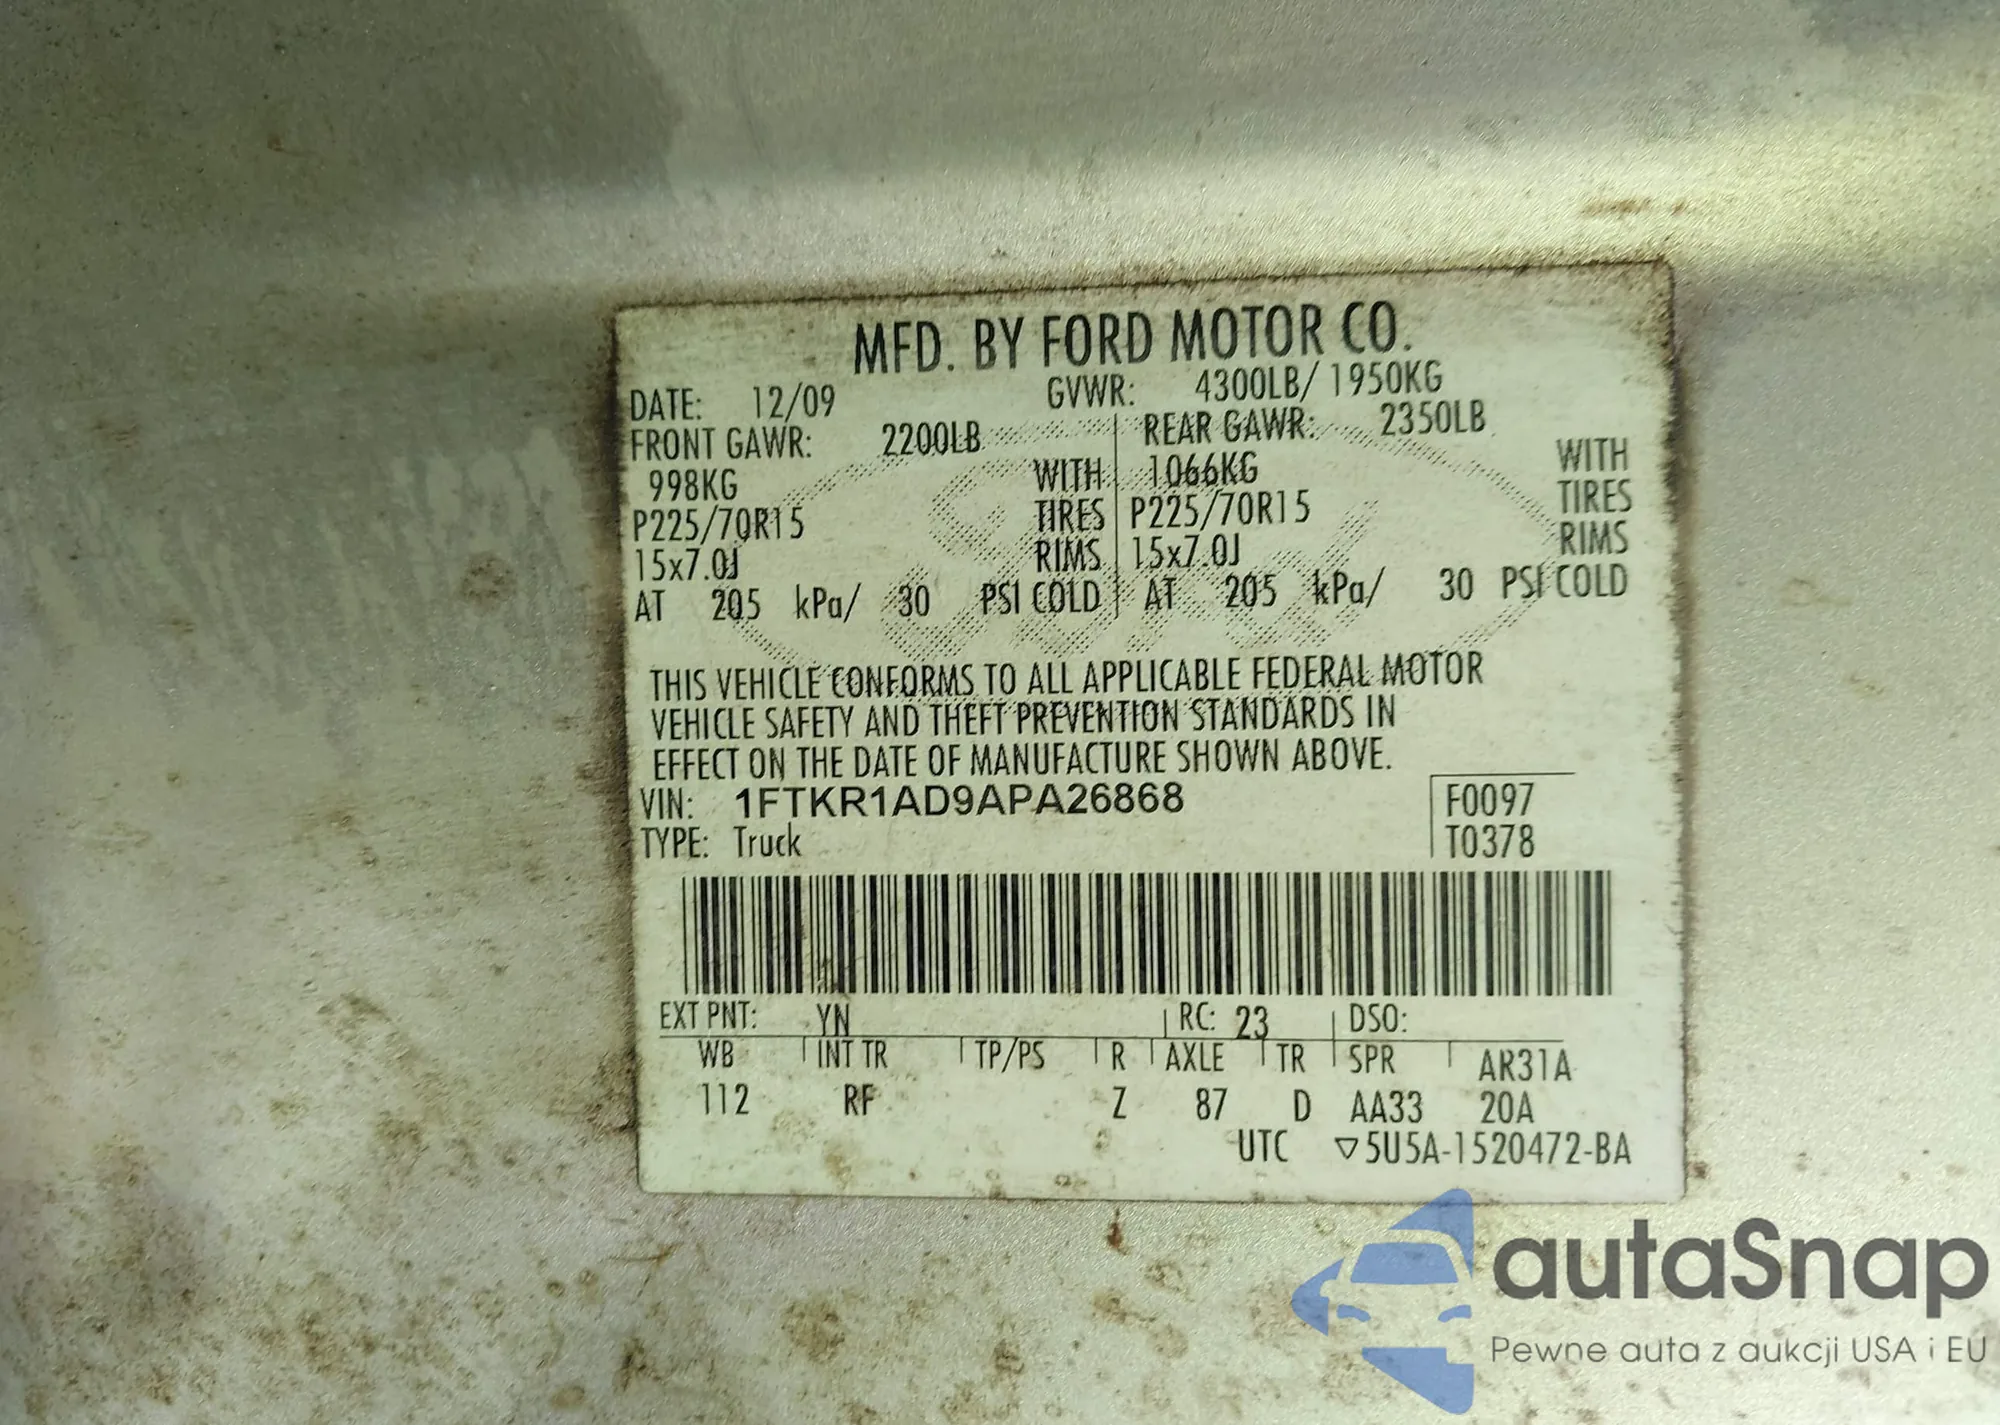 MFD. BY FORD MOTOR CO.
DATE: 12/09 GVWR: 4300LB/ 1950KG
FRONT GAWR: 2200LB REAR GAWR: 2350LB
998KG WITH 1066KG WITH
P225/70R15 TIRES P225/70R15 TIRES
15x7.0J RIMS 15x7.0J RIMS
AT 205 kPa/ 30 PSI COLD AT 205 kPa/ 30 PSI COLD
THIS VEHICLE CONFORMS TO ALL APPLICABLE FEDERAL MOTOR
VEHICLE SAFETY AND THEFT PREVENTION STANDARDS IN
EFFECT ON THE DATE OF MANUFACTURE SHOWN ABOVE.
VIN: 1FTKR1AD9APA26868 F0097
TYPE: Truck T0378
EXT PNT: YN RC: 23 DSO:
WB INT TR TP/PS R AXLE TR SPR AR31A
112 RF Z 87 D AA33 20A
UTC ▽5U5A-1520472-BA
autaSnap
Pewne auta z aukcji USA i EU